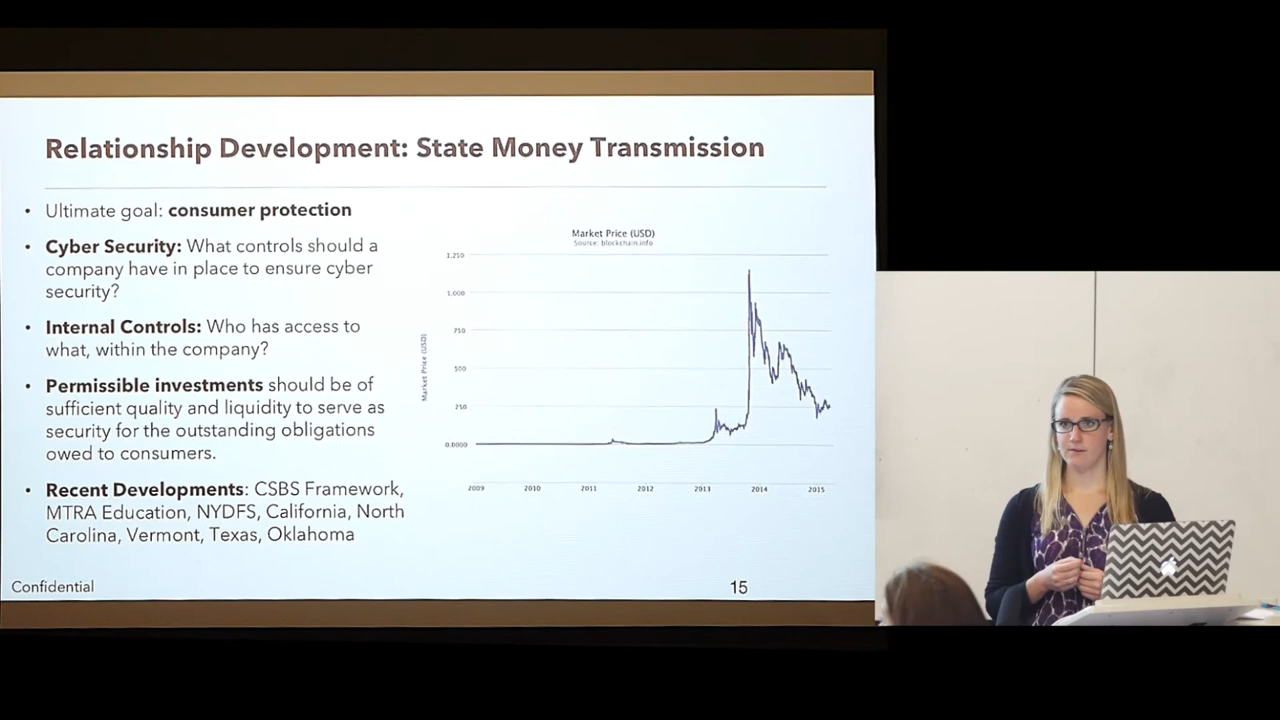 Relationship Development: State Money Transmission
• Ultimate goal: consumer protection
• Cyber Security: What controls should a
company have in place to ensure cyber
security?
• Internal Controls: Who has access to
what, within the company?
• Permissible investments should be of
sufficient quality and liquidity to serve as
security for the outstanding obligations
owed to consumers.
• Recent Developments: CSBS Framework,
MTRA Education, NYDFS, California, North
Carolina, Vermont, Texas, Oklahoma
Market Price (USD)
Source: blockchain.info
Market Price (USD)
1,250
1,000
750
500
250
0.0000
2009 2010 2011 2012 2013 2014 2015
Confidential
15